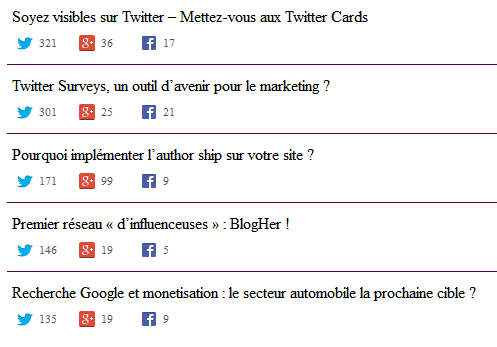 Soyez visibles sur Twitter – Mettez-vous aux Twitter Cards
321 g+ 36 f 17
Twitter Surveys, un outil d’avenir pour le marketing ?
301 g+ 25 f 21
Pourquoi implémenter l’author ship sur votre site ?
171 g+ 99 f 9
Premier réseau « d’influenceuses » : BlogHer !
146 g+ 19 f 5
Recherche Google et monetisation : le secteur automobile la prochaine cible ?
135 g+ 19 f 9